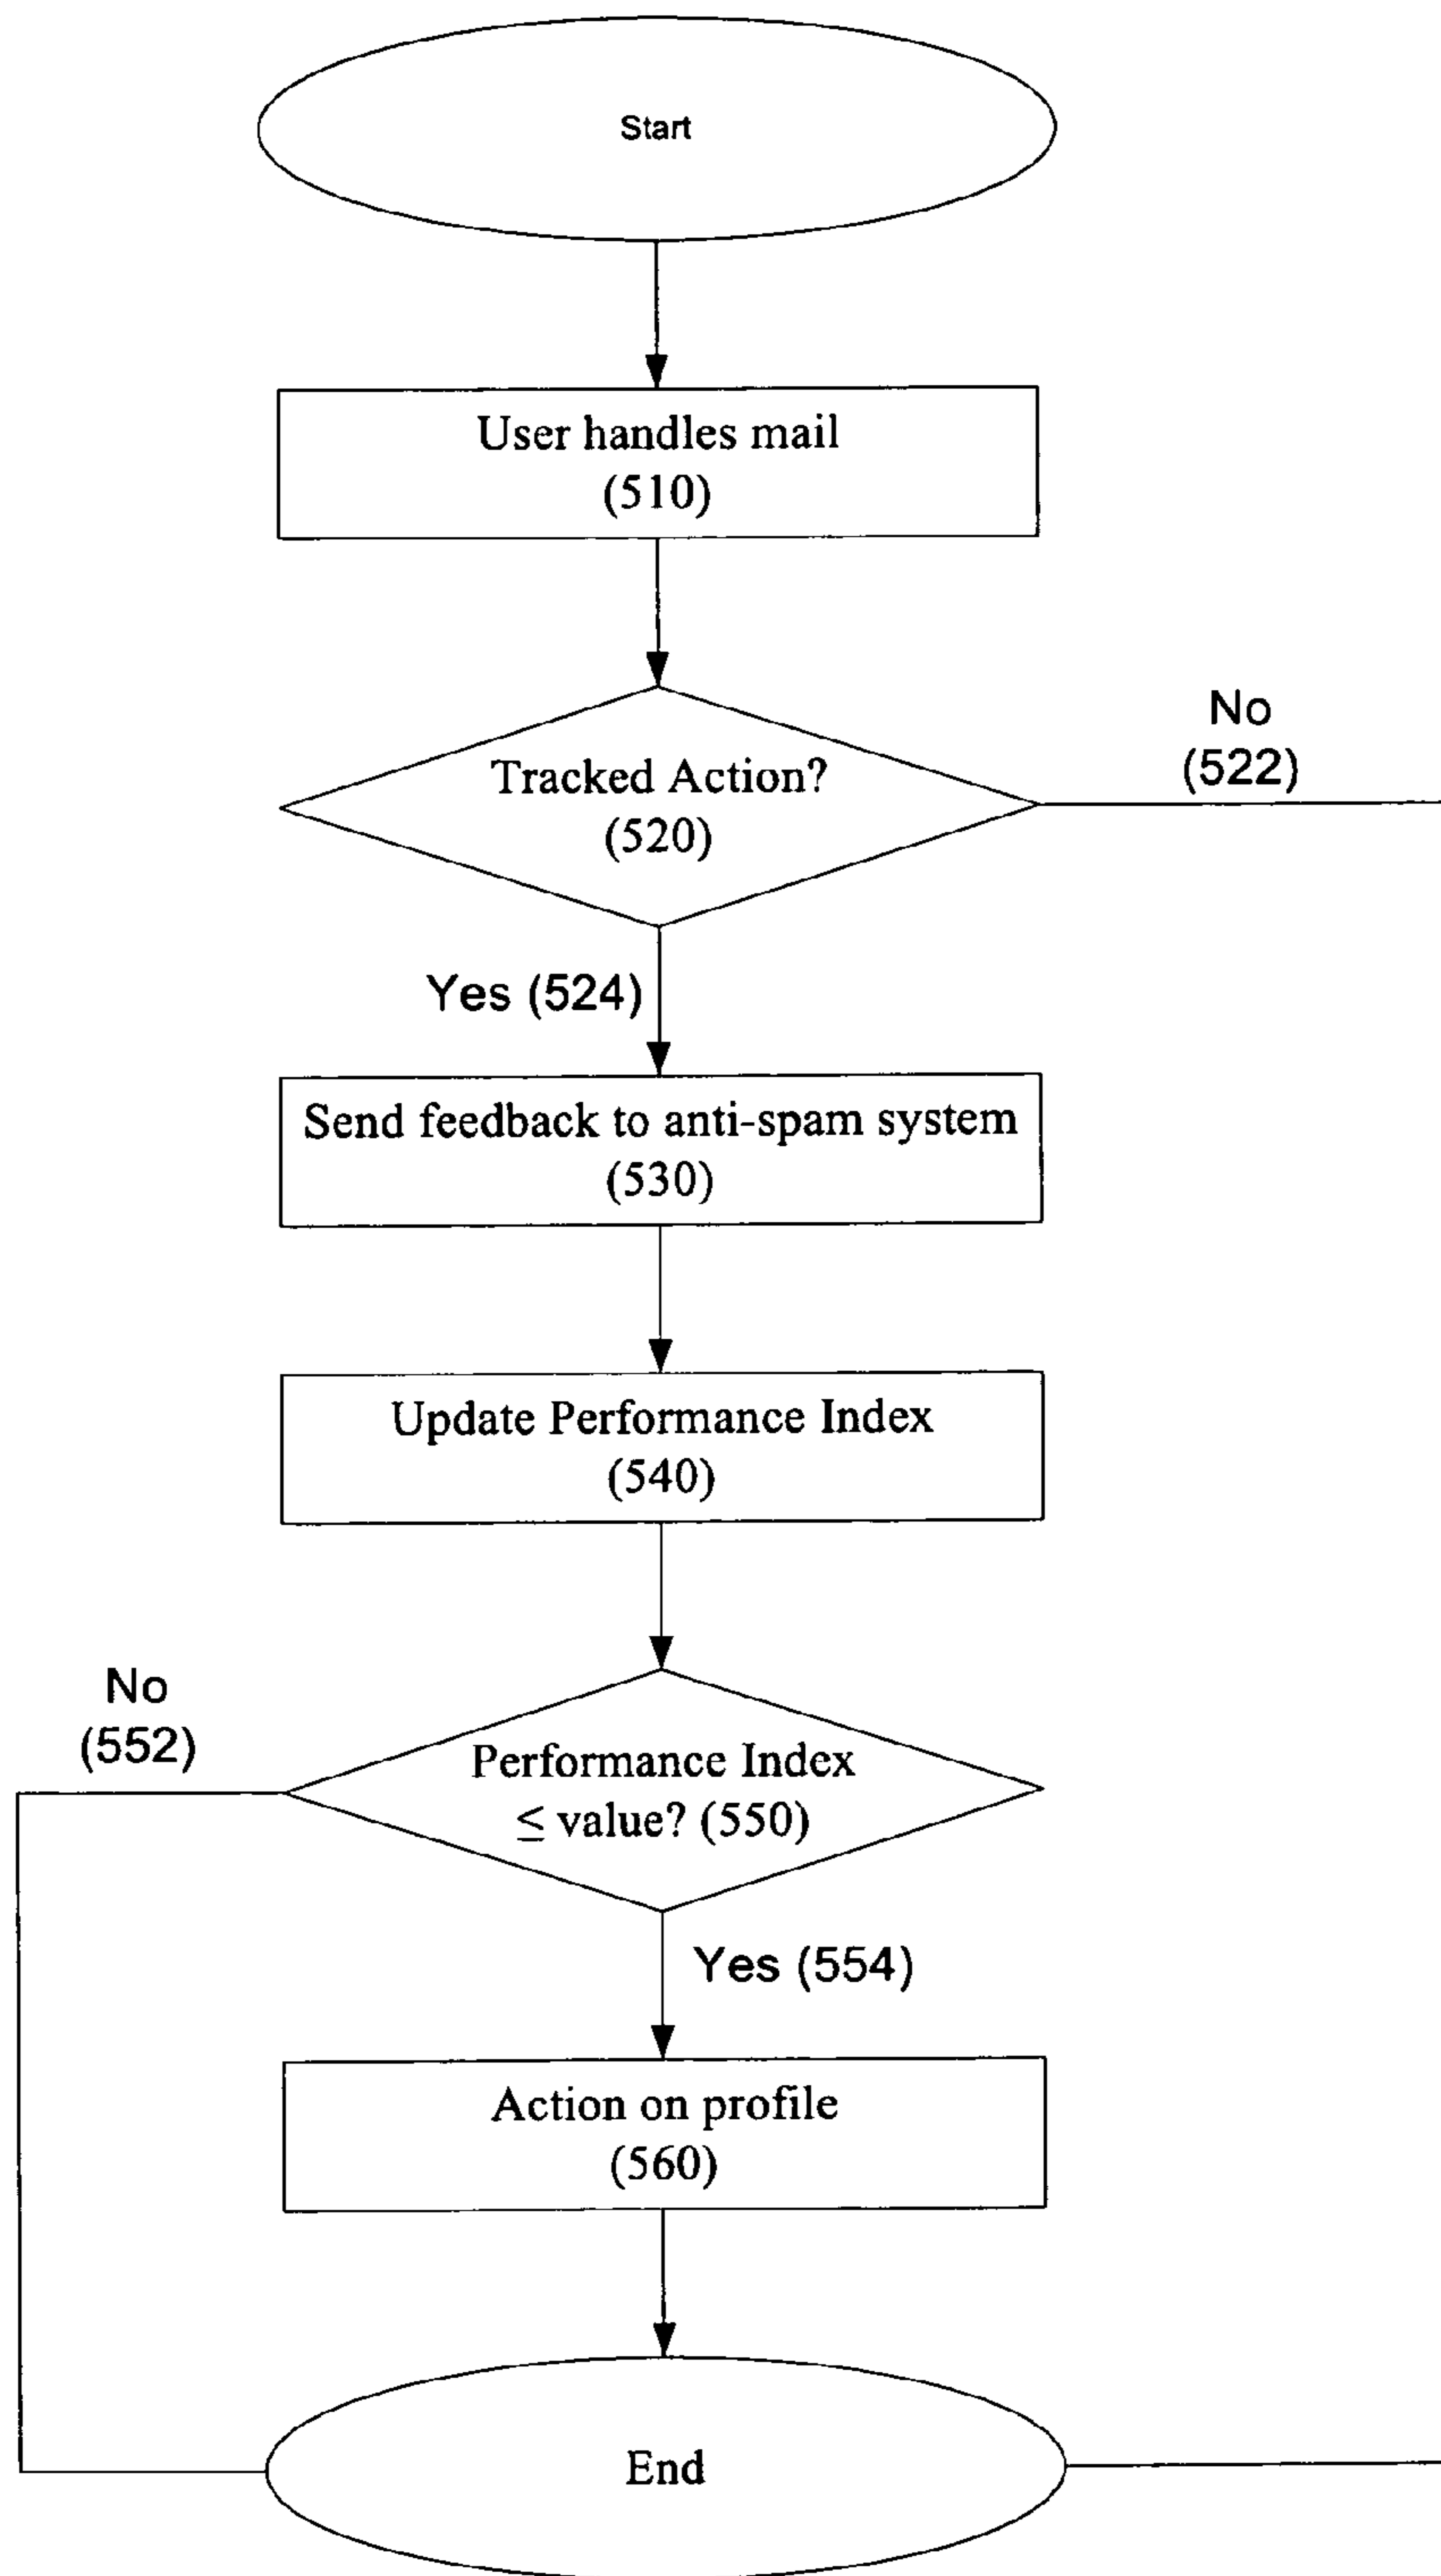 Start
User handles mail
(510)
No
(522)
Tracked Action?
(520)
Yes (524)
Send feedback to anti-spam system
(530)
Update Performance Index
(540)
No
(552)
Performance Index
≤ value? (550)
Yes (554)
Action on profile
(560)
End